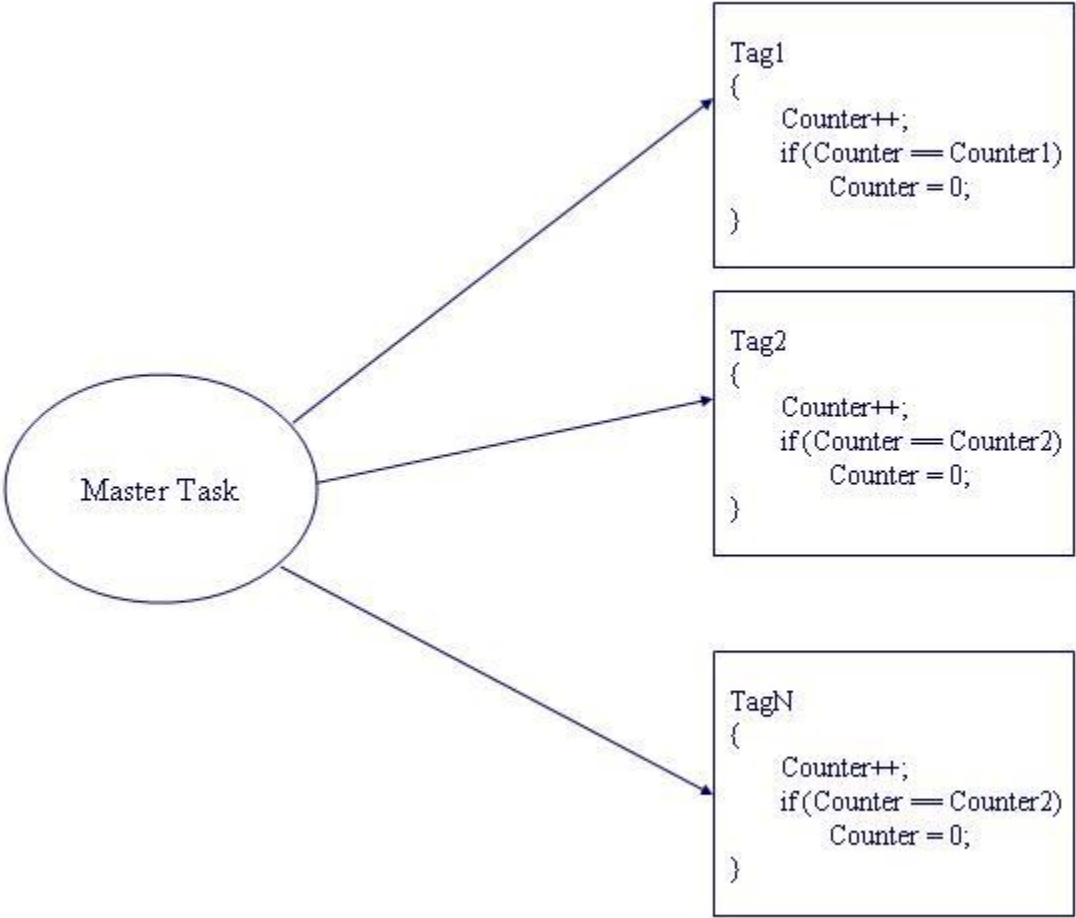 Tag1
{
Counter++;
if(Counter == Counter1)
Counter = 0;
}
Tag2
{
Counter++;
if(Counter == Counter2)
Counter = 0;
}
Master Task
TagN
{
Counter++;
if(Counter == Counter2)
Counter = 0;
}